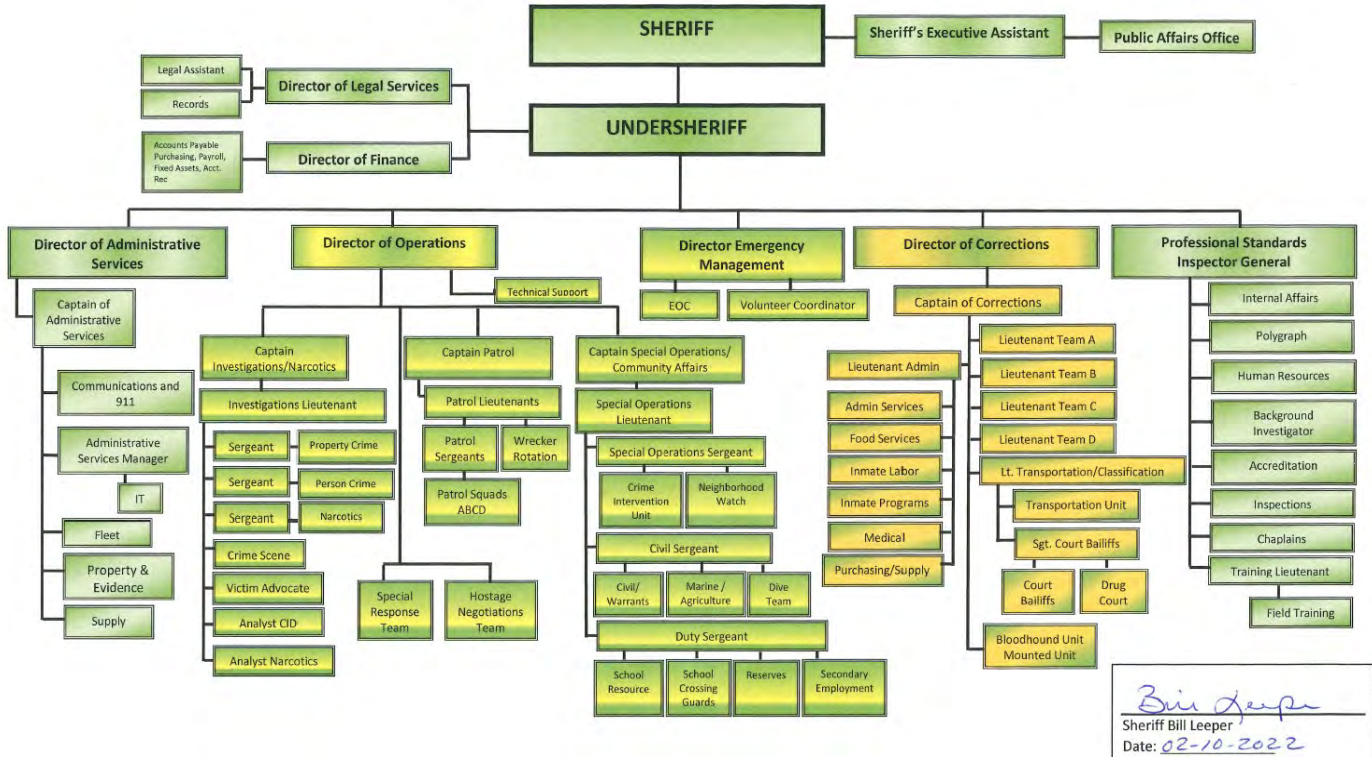 SHERIFF
Sheriff's Executive Assistant
Public Affairs Office
Legal Assistant
Records
Director of Legal Services
UNDERSHERIFF
Accounts Payable
Purchasing, Payroll,
Fixed Assets, Acct.
Rec
Director of Finance
Director of Administrative
Services
Director of Operations
Director Emergency
Management
Director of Corrections
Professional Standards
Inspector General
Captain of
Administrative
Services
Communications and
911
Administrative
Services Manager
IT
Fleet
Property &
Evidence
Supply
Technical Support
Captain
Investigations/Narcotics
Investigations Lieutenant
Sergeant
Property Crime
Sergeant
Person Crime
Sergeant
Narcotics
Crime Scene
Victim Advocate
Analyst CID
Analyst Narcotics
Special
Response
Team
Hostage
Negotiations
Team
Captain Patrol
Patrol Lieutenants
Patrol
Sergeants
Wrecker
Rotation
Patrol Squads
ABCD
Captain Special Operations/
Community Affairs
Special Operations
Lieutenant
Special Operations Sergeant
Crime
Intervention
Unit
Neighborhood
Watch
Civil Sergeant
Civil/
Warrants
Marine /
Agriculture
Dive
Team
Duty Sergeant
School
Resource
School
Crossing
Guards
Reserves
Secondary
Employment
EOC
Volunteer Coordinator
Captain of Corrections
Lieutenant Admin
Admin Services
Food Services
Inmate Labor
Inmate Programs
Medical
Purchasing/Supply
Lieutenant Team A
Lieutenant Team B
Lieutenant Team C
Lieutenant Team D
Lt. Transportation/Classification
Transportation Unit
Sgt. Court Bailiffs
Court
Bailiffs
Drug
Court
Bloodhound Unit
Mounted Unit
Internal Affairs
Polygraph
Human Resources
Background
Investigator
Accreditation
Inspections
Chaplains
Training Lieutenant
Field Training
Bill Leeper
Sheriff Bill Leeper
Date: 02-10-2022